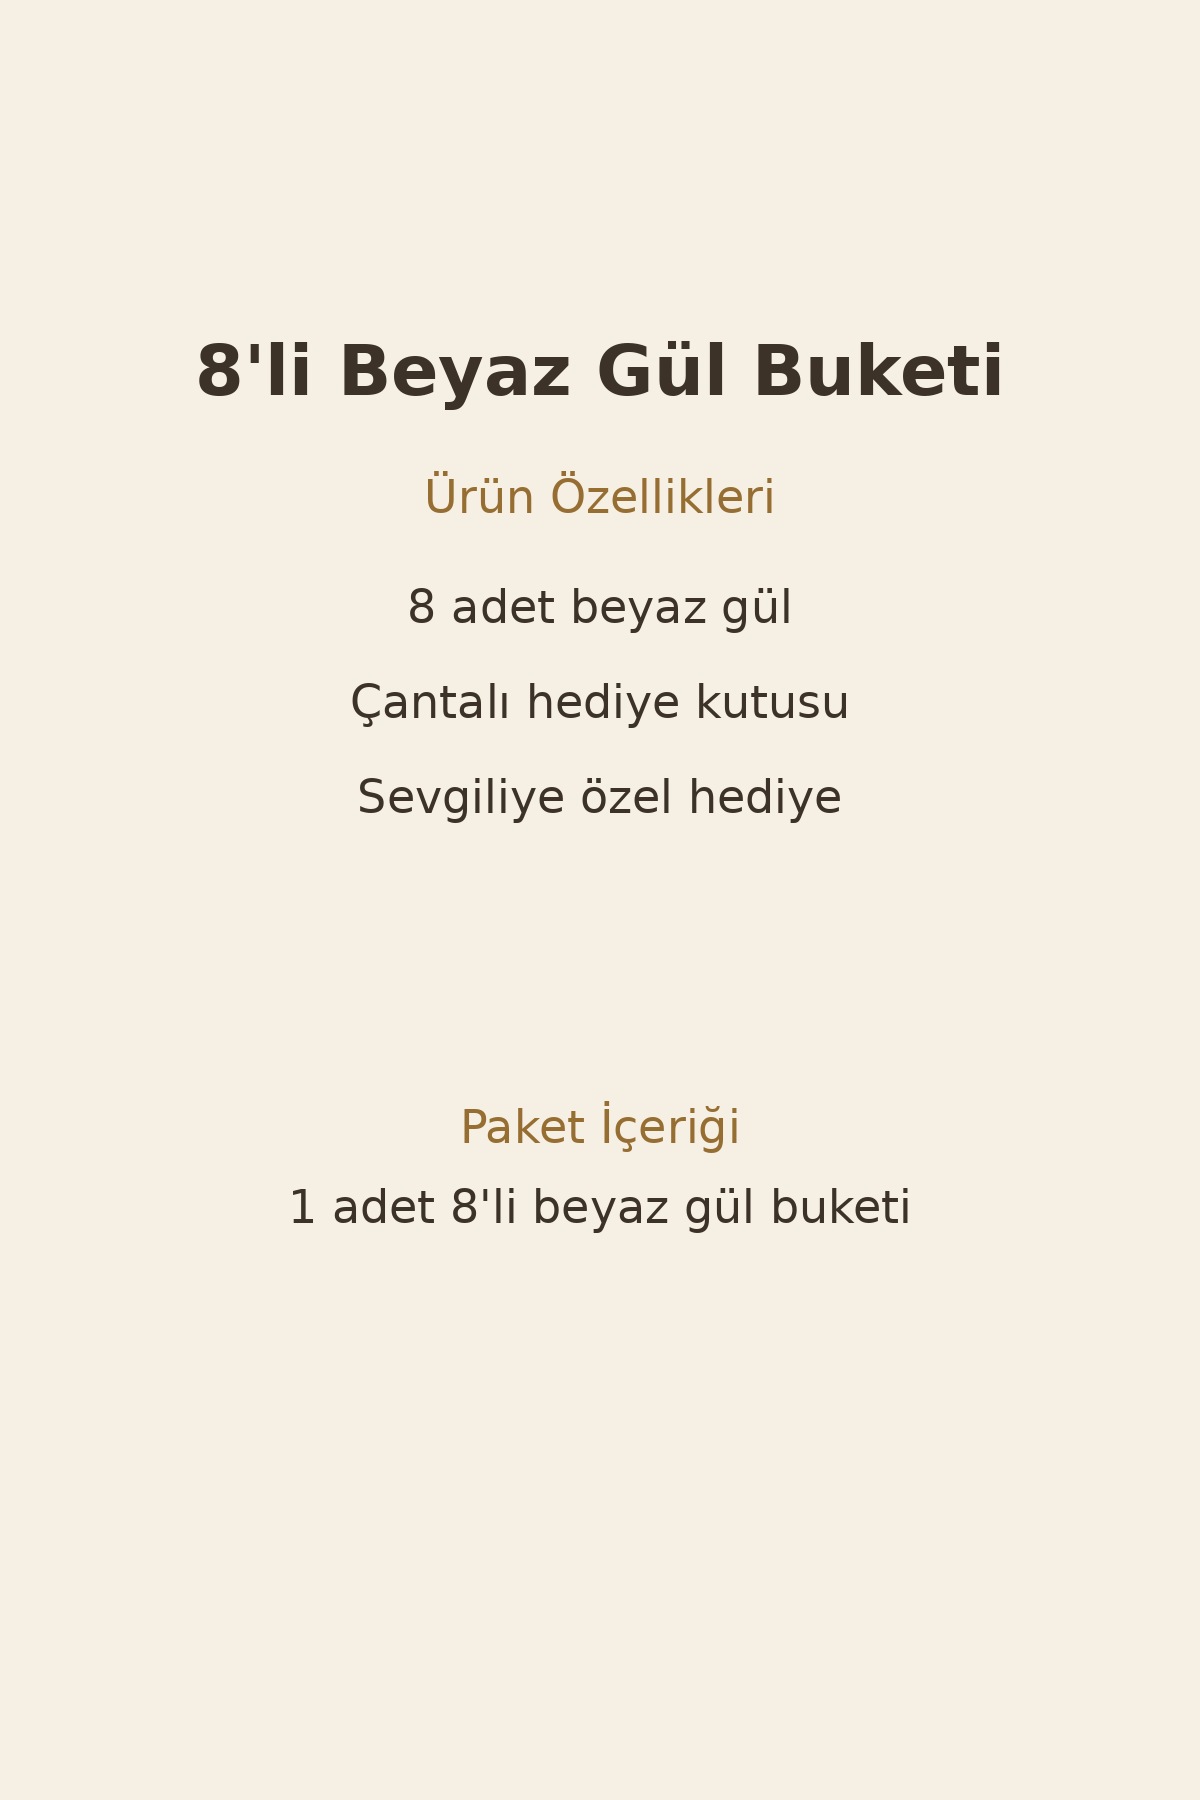 8'li Beyaz Gül Buketi
Ürün Özellikleri
8 adet beyaz gül
Çantalı hediye kutusu
Sevgiliye özel hediye
Paket İçeriği
1 adet 8'li beyaz gül buketi